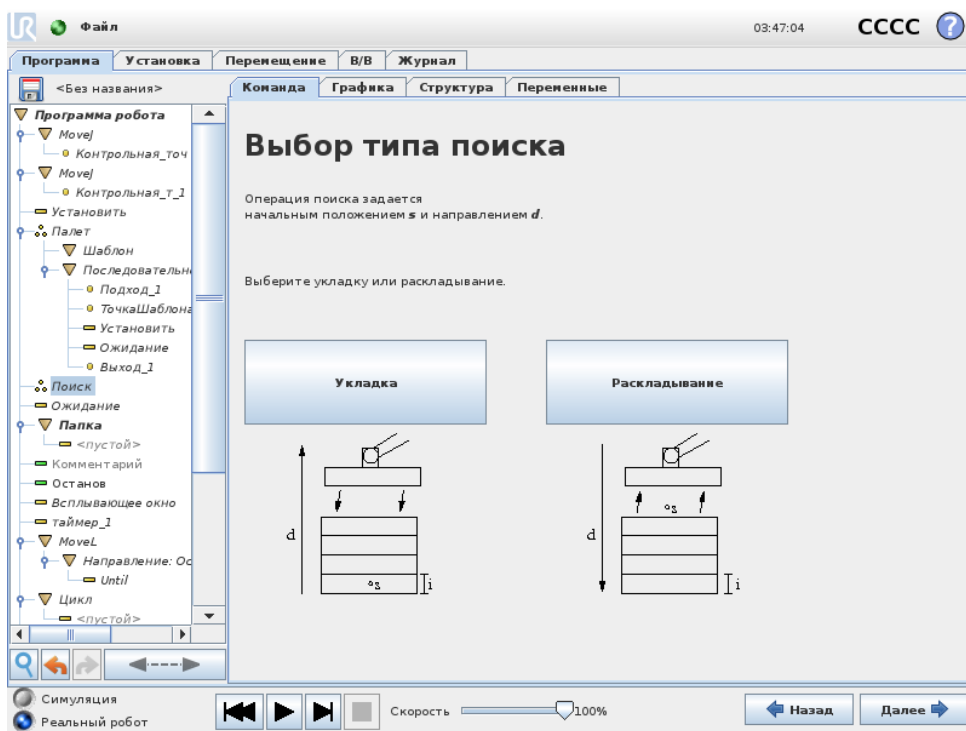 UR Файл 03:47:04 CCCC ?
Программа Установка Перемещение В/В Журнал
<Без названия>
Команда Графика Структура Переменные
Программа робота
MoveJ
Контрольная_точ
MoveJ
Контрольная_т_1
Установить
Палет
Шаблон
Последовательн
Подход_1
ТочкаШаблона
Установить
Ожидание
Выход_1
Поиск
Ожидание
Папка
<пустой>
Комментарий
Останов
Всплывающее окно
таймер_1
MoveL
Направление: Ос
Until
Цикл
<пустой>
Выбор типа поиска
Операция поиска задается
начальным положением s и направлением d.
Выберите укладку или раскладывание.
Укладка
Раскладывание
d
s
i
d
s
i
Симуляция
Реальный робот
Скорость 100%
Назад
Далее